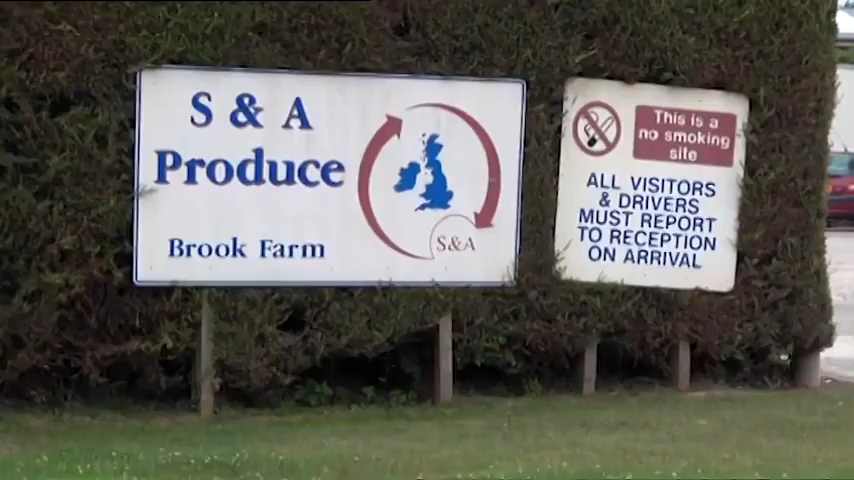 S & A
Produce
Brook Farm
S&A
This is a
no smoking
site
ALL VISITORS
& DRIVERS
MUST REPORT
TO RECEPTION
ON ARRIVAL